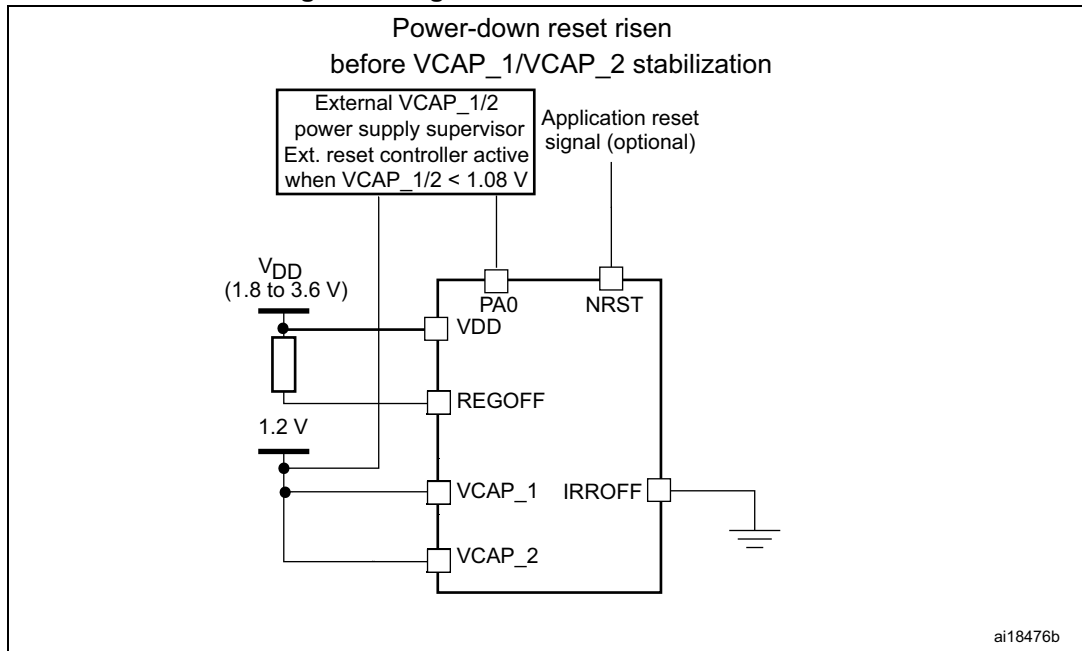 Power-down reset risen
before VCAP_1/VCAP_2 stabilization
External VCAP_1/2
power supply supervisor
Ext. reset controller active
when VCAP_1/2 < 1.08 V
Application reset
signal (optional)
VDD
(1.8 to 3.6 V)
PA0
NRST
VDD
REGOFF
1.2 V
VCAP_1
IRROFF
VCAP_2
ai18476b